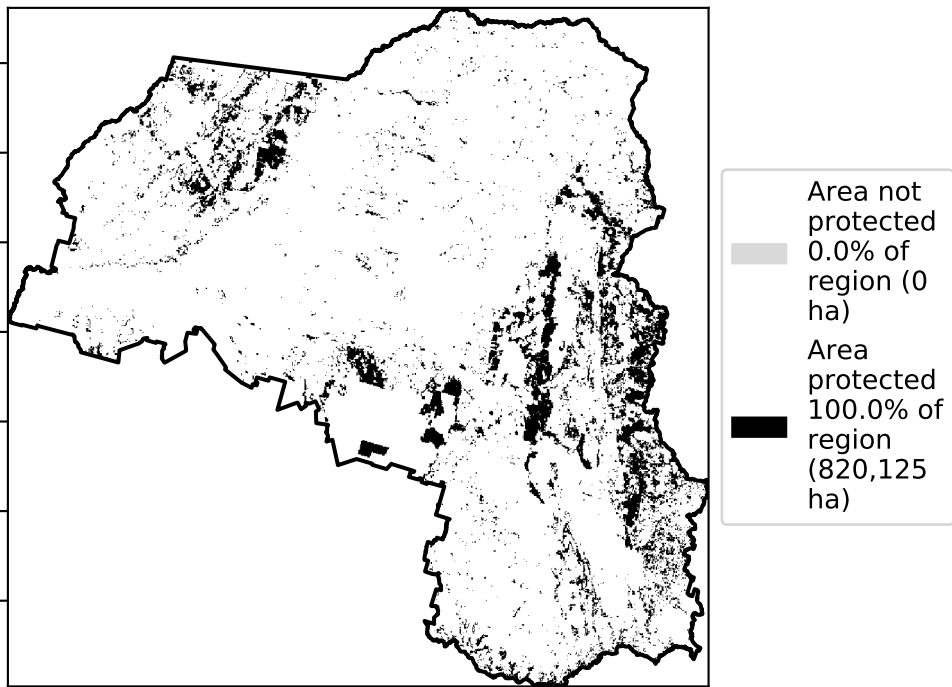 Area not
protected
0.0% of
region (0
ha)
Area
protected
100.0% of
region
(820,125
ha)